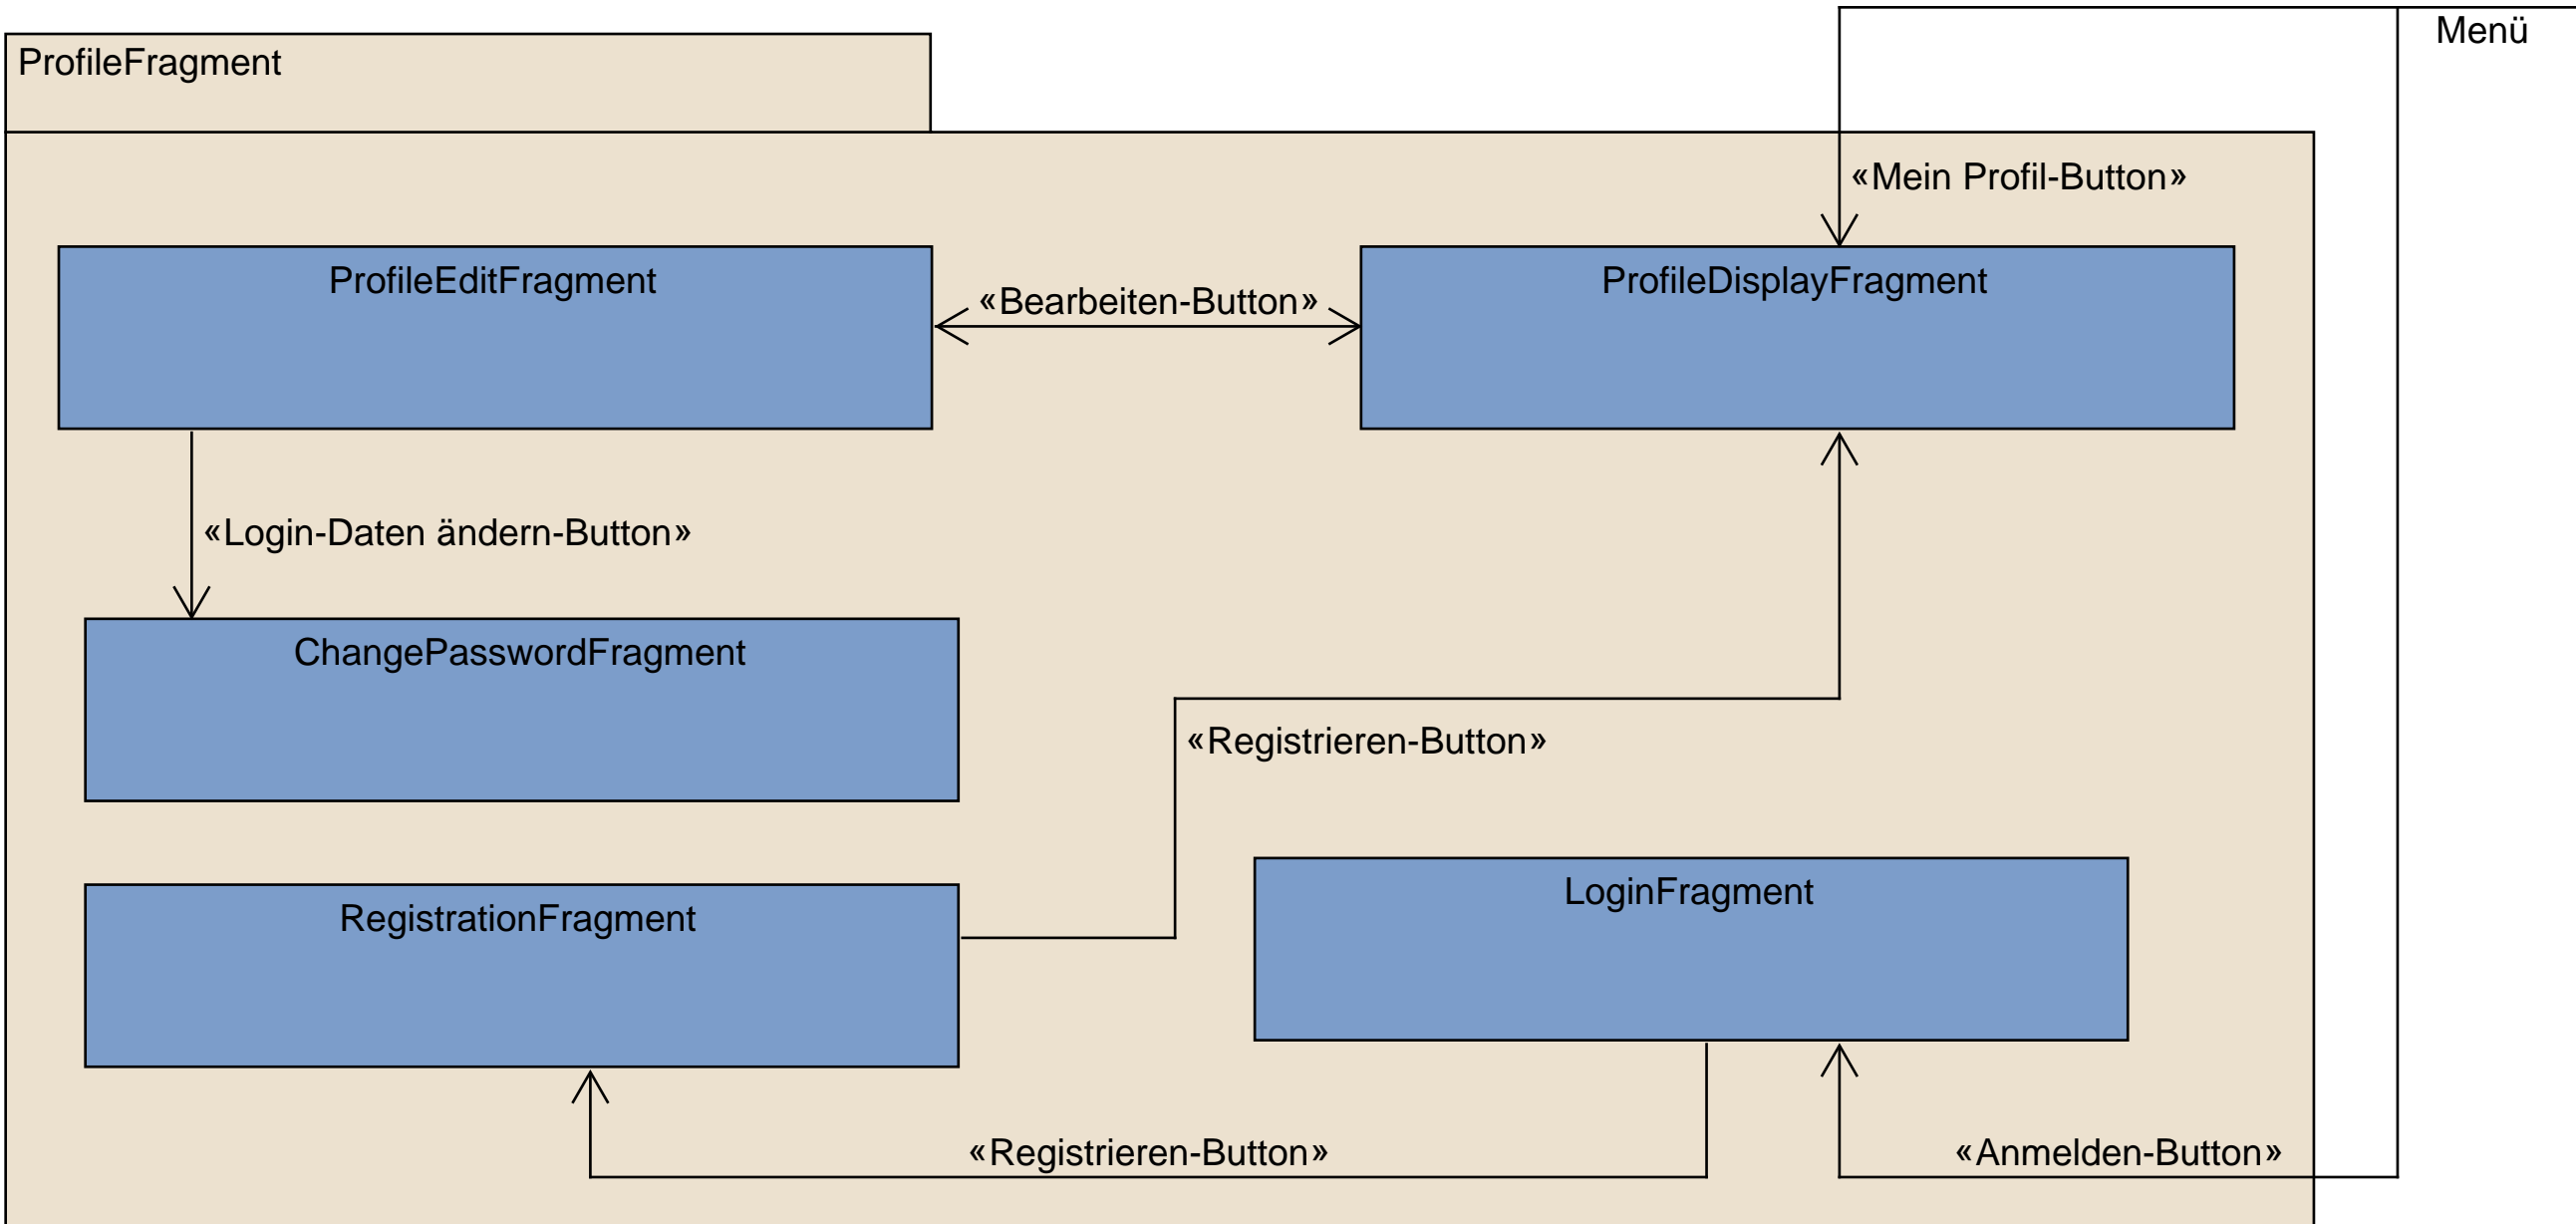 Menü
ProfileFragment
«Mein Profil-Button»
ProfileEditFragment
«Bearbeiten-Button»
ProfileDisplayFragment
«Login-Daten ändern-Button»
ChangePasswordFragment
«Registrieren-Button»
RegistrationFragment
LoginFragment
«Registrieren-Button»
«Anmelden-Button»